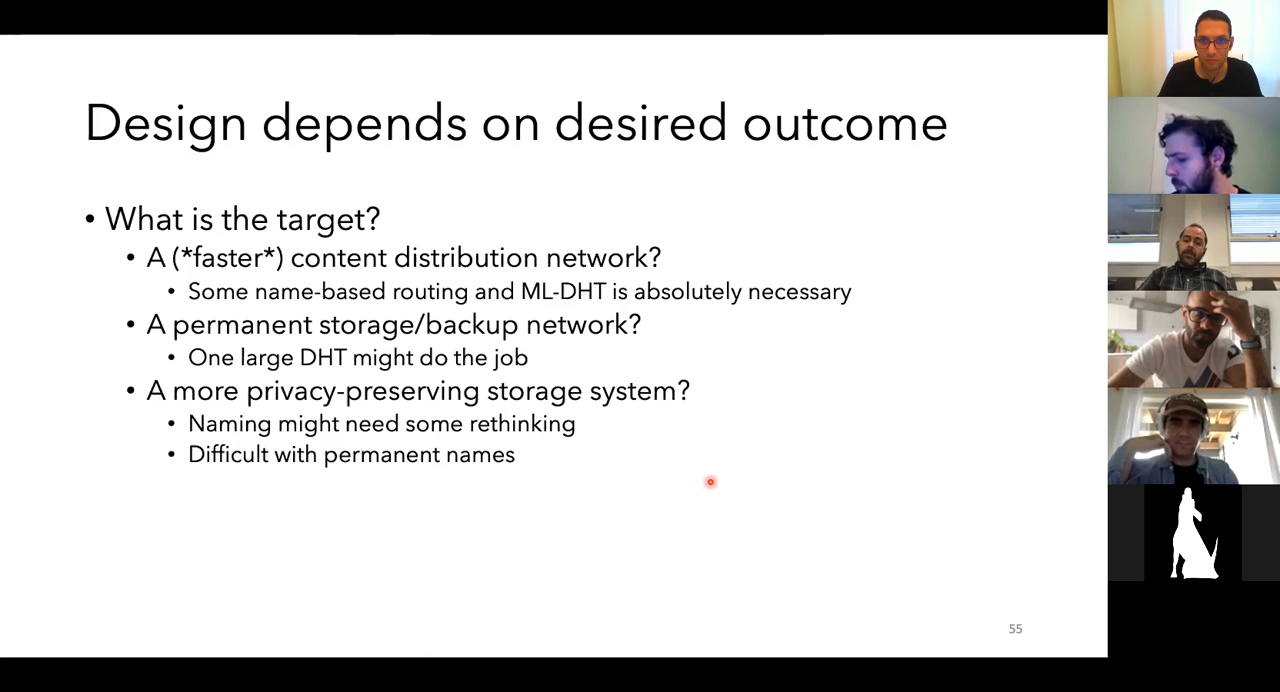 Design depends on desired outcome
• What is the target?
• A (*faster*) content distribution network?
• Some name-based routing and ML-DHT is absolutely necessary
• A permanent storage/backup network?
• One large DHT might do the job
• A more privacy-preserving storage system?
• Naming might need some rethinking
• Difficult with permanent names
55